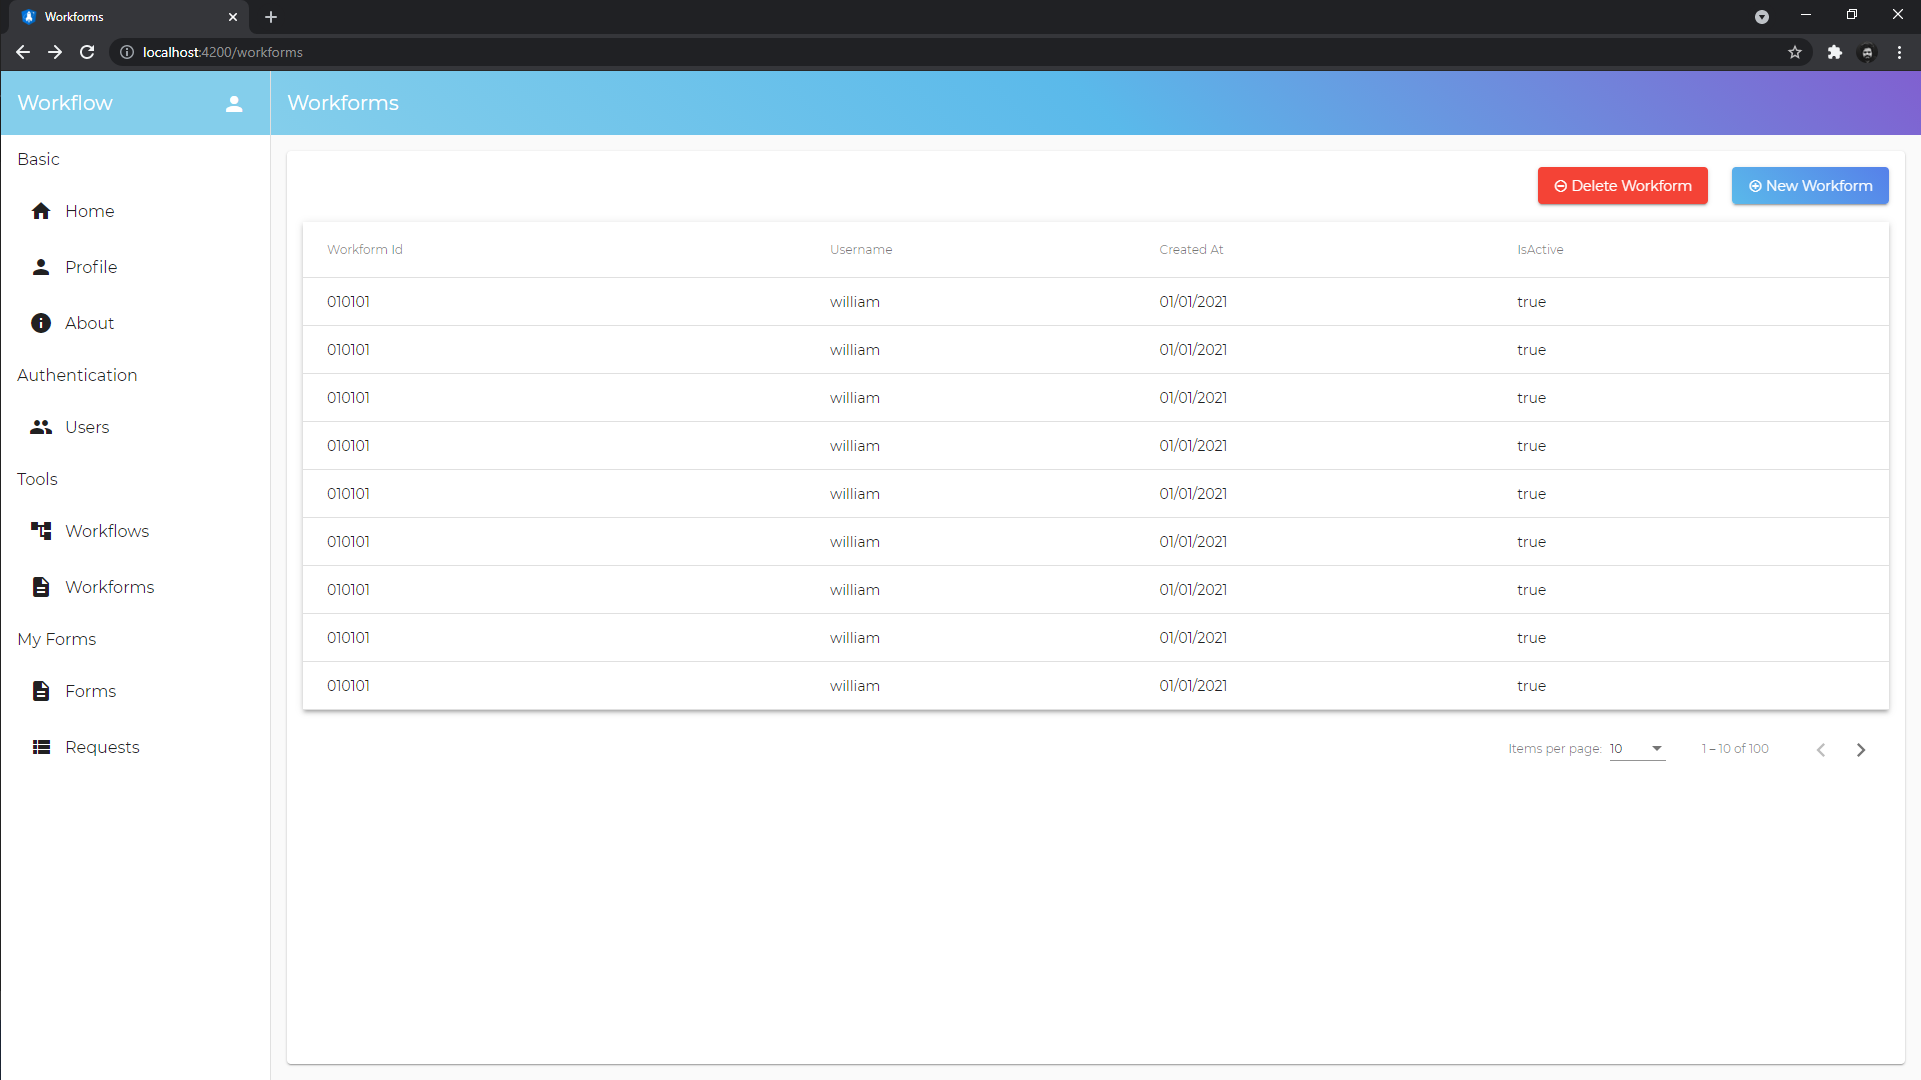 Workforms
localhost:4200/workforms
Workflow
Workforms
Basic
Home
Profile
About
Authentication
Users
Tools
Workflows
Workforms
My Forms
Forms
Requests
Delete Workform New Workform
Workform Id Username Created At IsActive
010101 william 01/01/2021 true
010101 william 01/01/2021 true
010101 william 01/01/2021 true
010101 william 01/01/2021 true
010101 william 01/01/2021 true
010101 william 01/01/2021 true
010101 william 01/01/2021 true
010101 william 01/01/2021 true
010101 william 01/01/2021 true
Items per page: 10 1 – 10 of 100